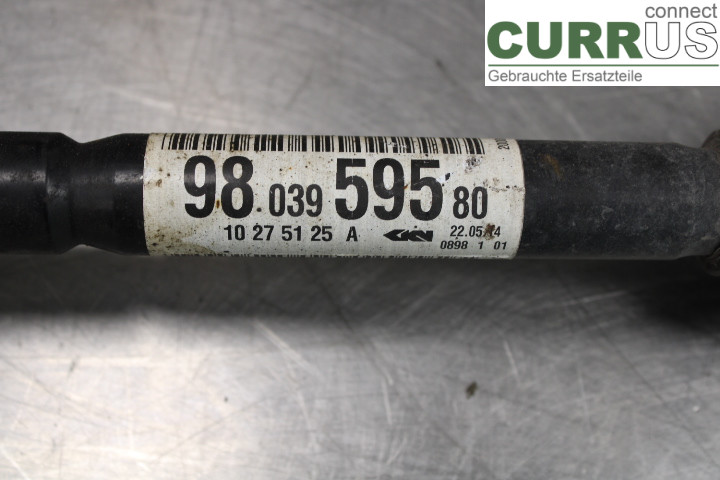 connect
CURRUS
Gebrauchte Ersatzteile
98 039 595 80
10 27 51 25 A GKN 22.05.14
0898 1 01